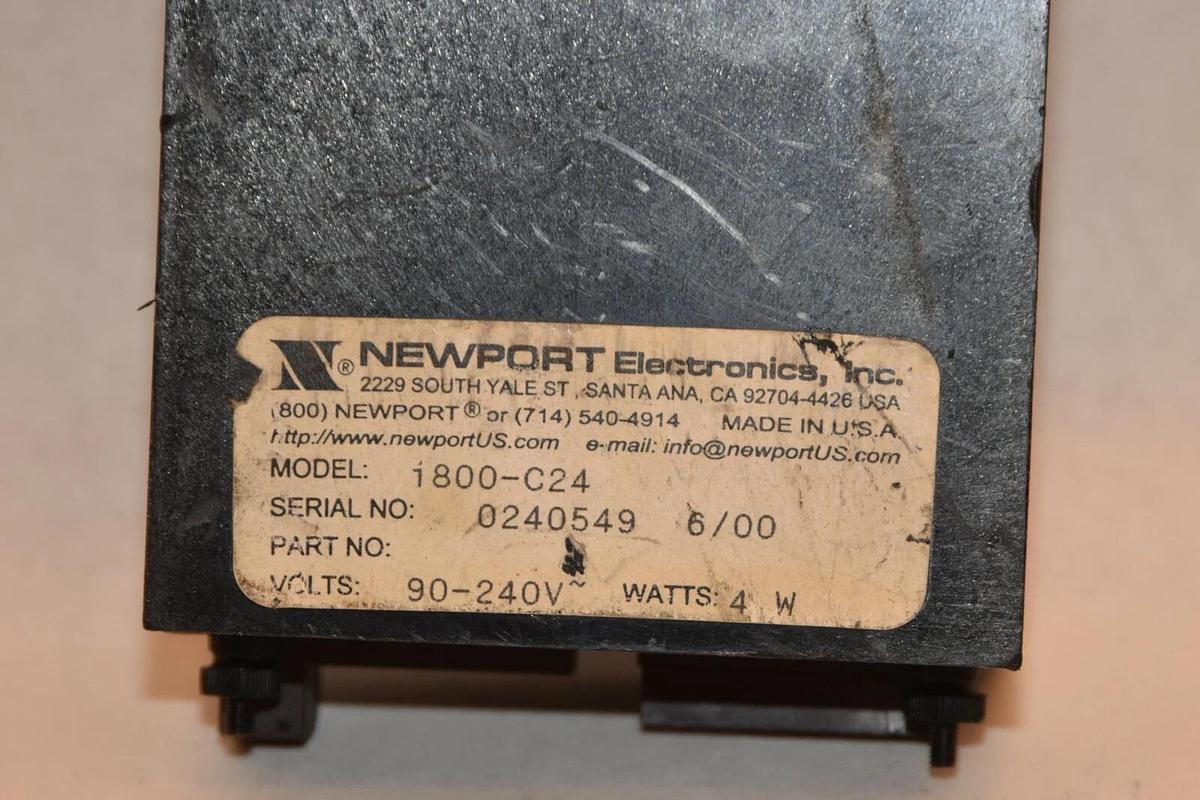 N® NEWPORT Electronics, Inc.
2229 SOUTH YALE ST , SANTA ANA, CA 92704-4426 USA
(800) NEWPORT ® or (714) 540-4914 MADE IN U.S.A.
http://www.newportUS.com e-mail: info@newportUS.com
MODEL: i800-C24
SERIAL NO: 0240549 6/00
PART NO:
VOLTS: 90-240V~ WATTS: 4 W